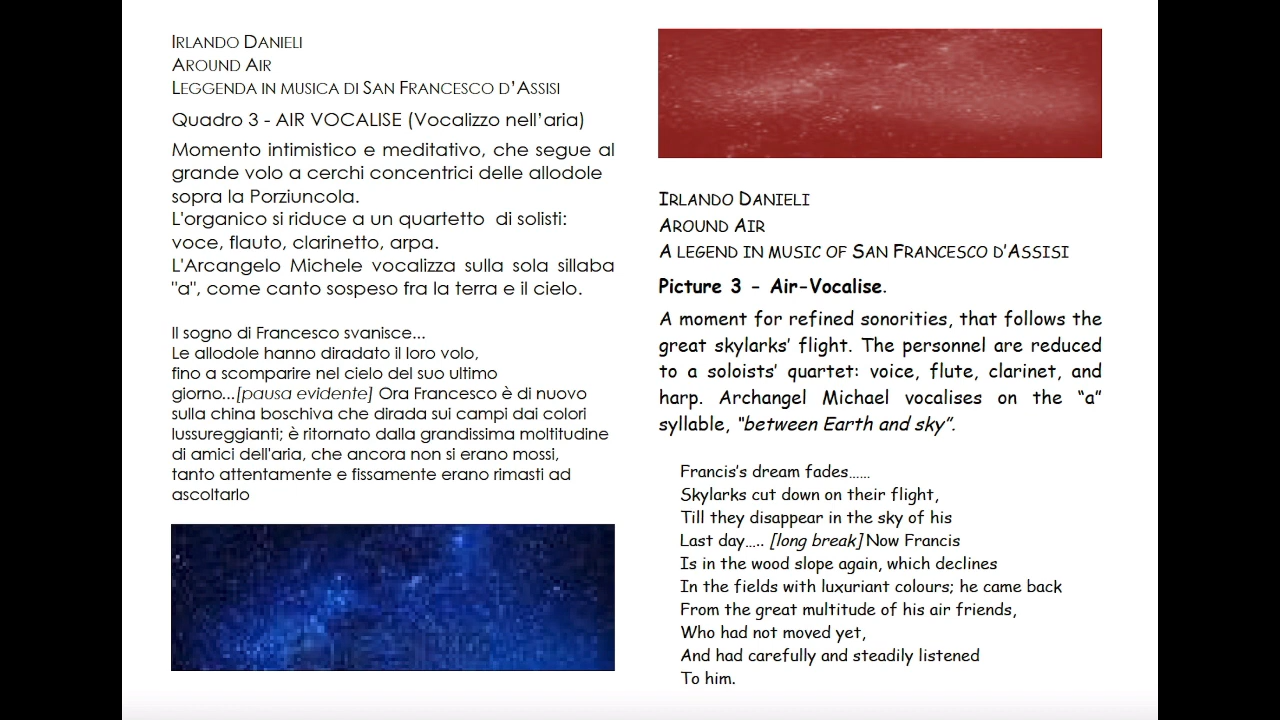 IRLANDO DANIELI
AROUND AIR
LEGGENDA IN MUSICA DI SAN FRANCESCO D'ASSISI
Quadro 3 - AIR VOCALISE (Vocalizzo nell'aria)
Momento intimistico e meditativo, che segue al
grande volo a cerchi concentrici delle allodole
sopra la Porziuncola.
L'organico si riduce a un quartetto di solisti:
voce, flauto, clarinetto, arpa.
L'Arcangelo Michele vocalizza sulla sola sillaba
"a", come canto sospeso fra la terra e il cielo.
Il sogno di Francesco svanisce...
Le allodole hanno diradato il loro volo,
fino a scomparire nel cielo del suo ultimo
giorno...[pausa evidente] Ora Francesco è di nuovo
sulla china boschiva che dirada sui campi dai colori
lussureggianti; è ritornato dalla grandissima moltitudine
di amici dell'aria, che ancora non si erano mossi,
tanto attentamente e fissamente erano rimasti ad
ascoltarlo
IRLANDO DANIELI
AROUND AIR
A LEGEND IN MUSIC OF SAN FRANCESCO D'ASSISI
Picture 3 - Air-Vocalise.
A moment for refined sonorities, that follows the
great skylarks' flight. The personnel are reduced
to a soloists' quartet: voice, flute, clarinet, and
harp. Archangel Michael vocalises on the "a"
syllable, "between Earth and sky".
Francis's dream fades……
Skylarks cut down on their flight,
Till they disappear in the sky of his
Last day….. [long break] Now Francis
Is in the wood slope again, which declines
In the fields with luxuriant colours; he came back
From the great multitude of his air friends,
Who had not moved yet,
And had carefully and steadily listened
To him.